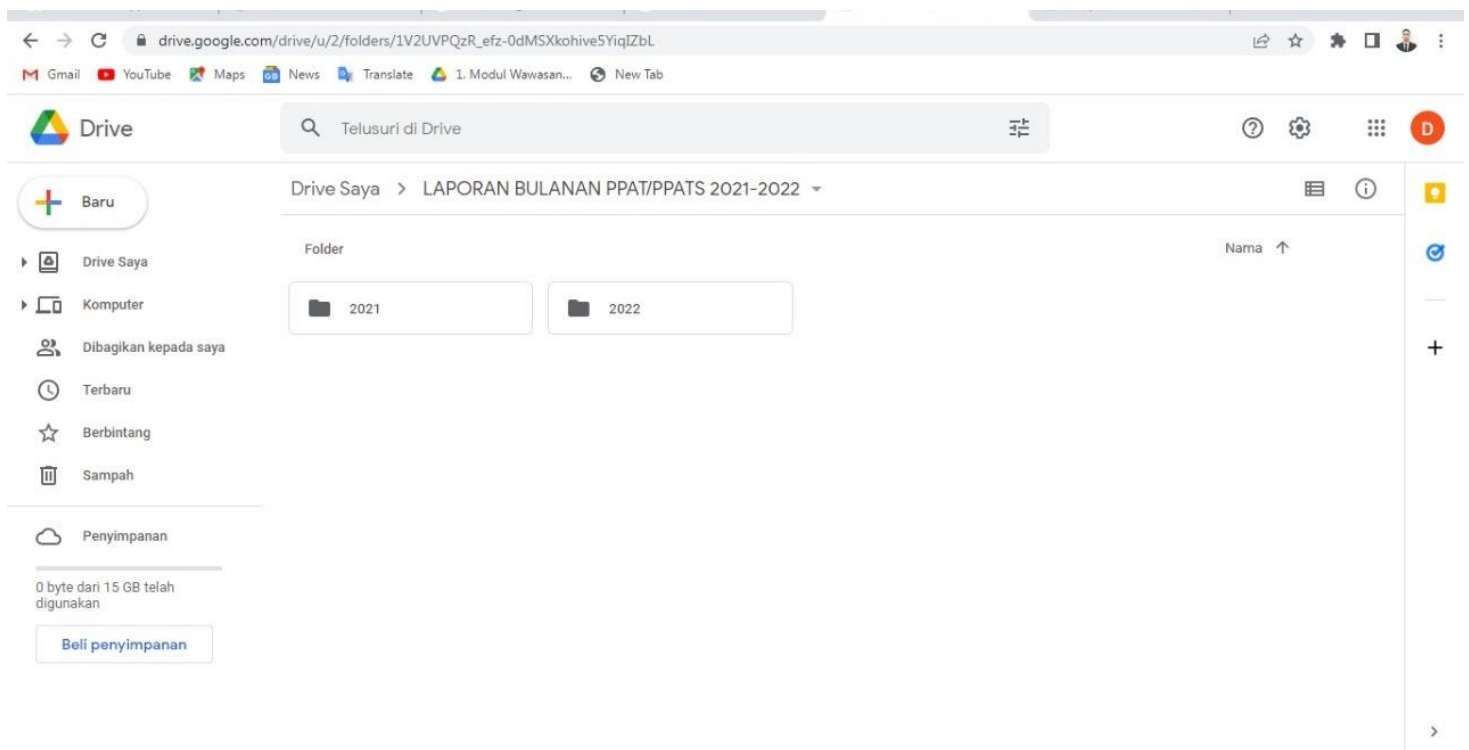 drive.google.com/drive/u/2/folders/1V2UVPQzR_efz-0dMSXkohive5YiqIZbL
Gmail YouTube Maps News Translate 1. Modul Wawasan... New Tab
Drive
Telusuri di Drive
D
Baru
Drive Saya > LAPORAN BULANAN PPAT/PPATS 2021-2022
Folder
Nama
Drive Saya
2021
2022
Komputer
Dibagikan kepada saya
Terbaru
Berbintang
Sampah
Penyimpanan
0 byte dari 15 GB telah
digunakan
Beli penyimpanan